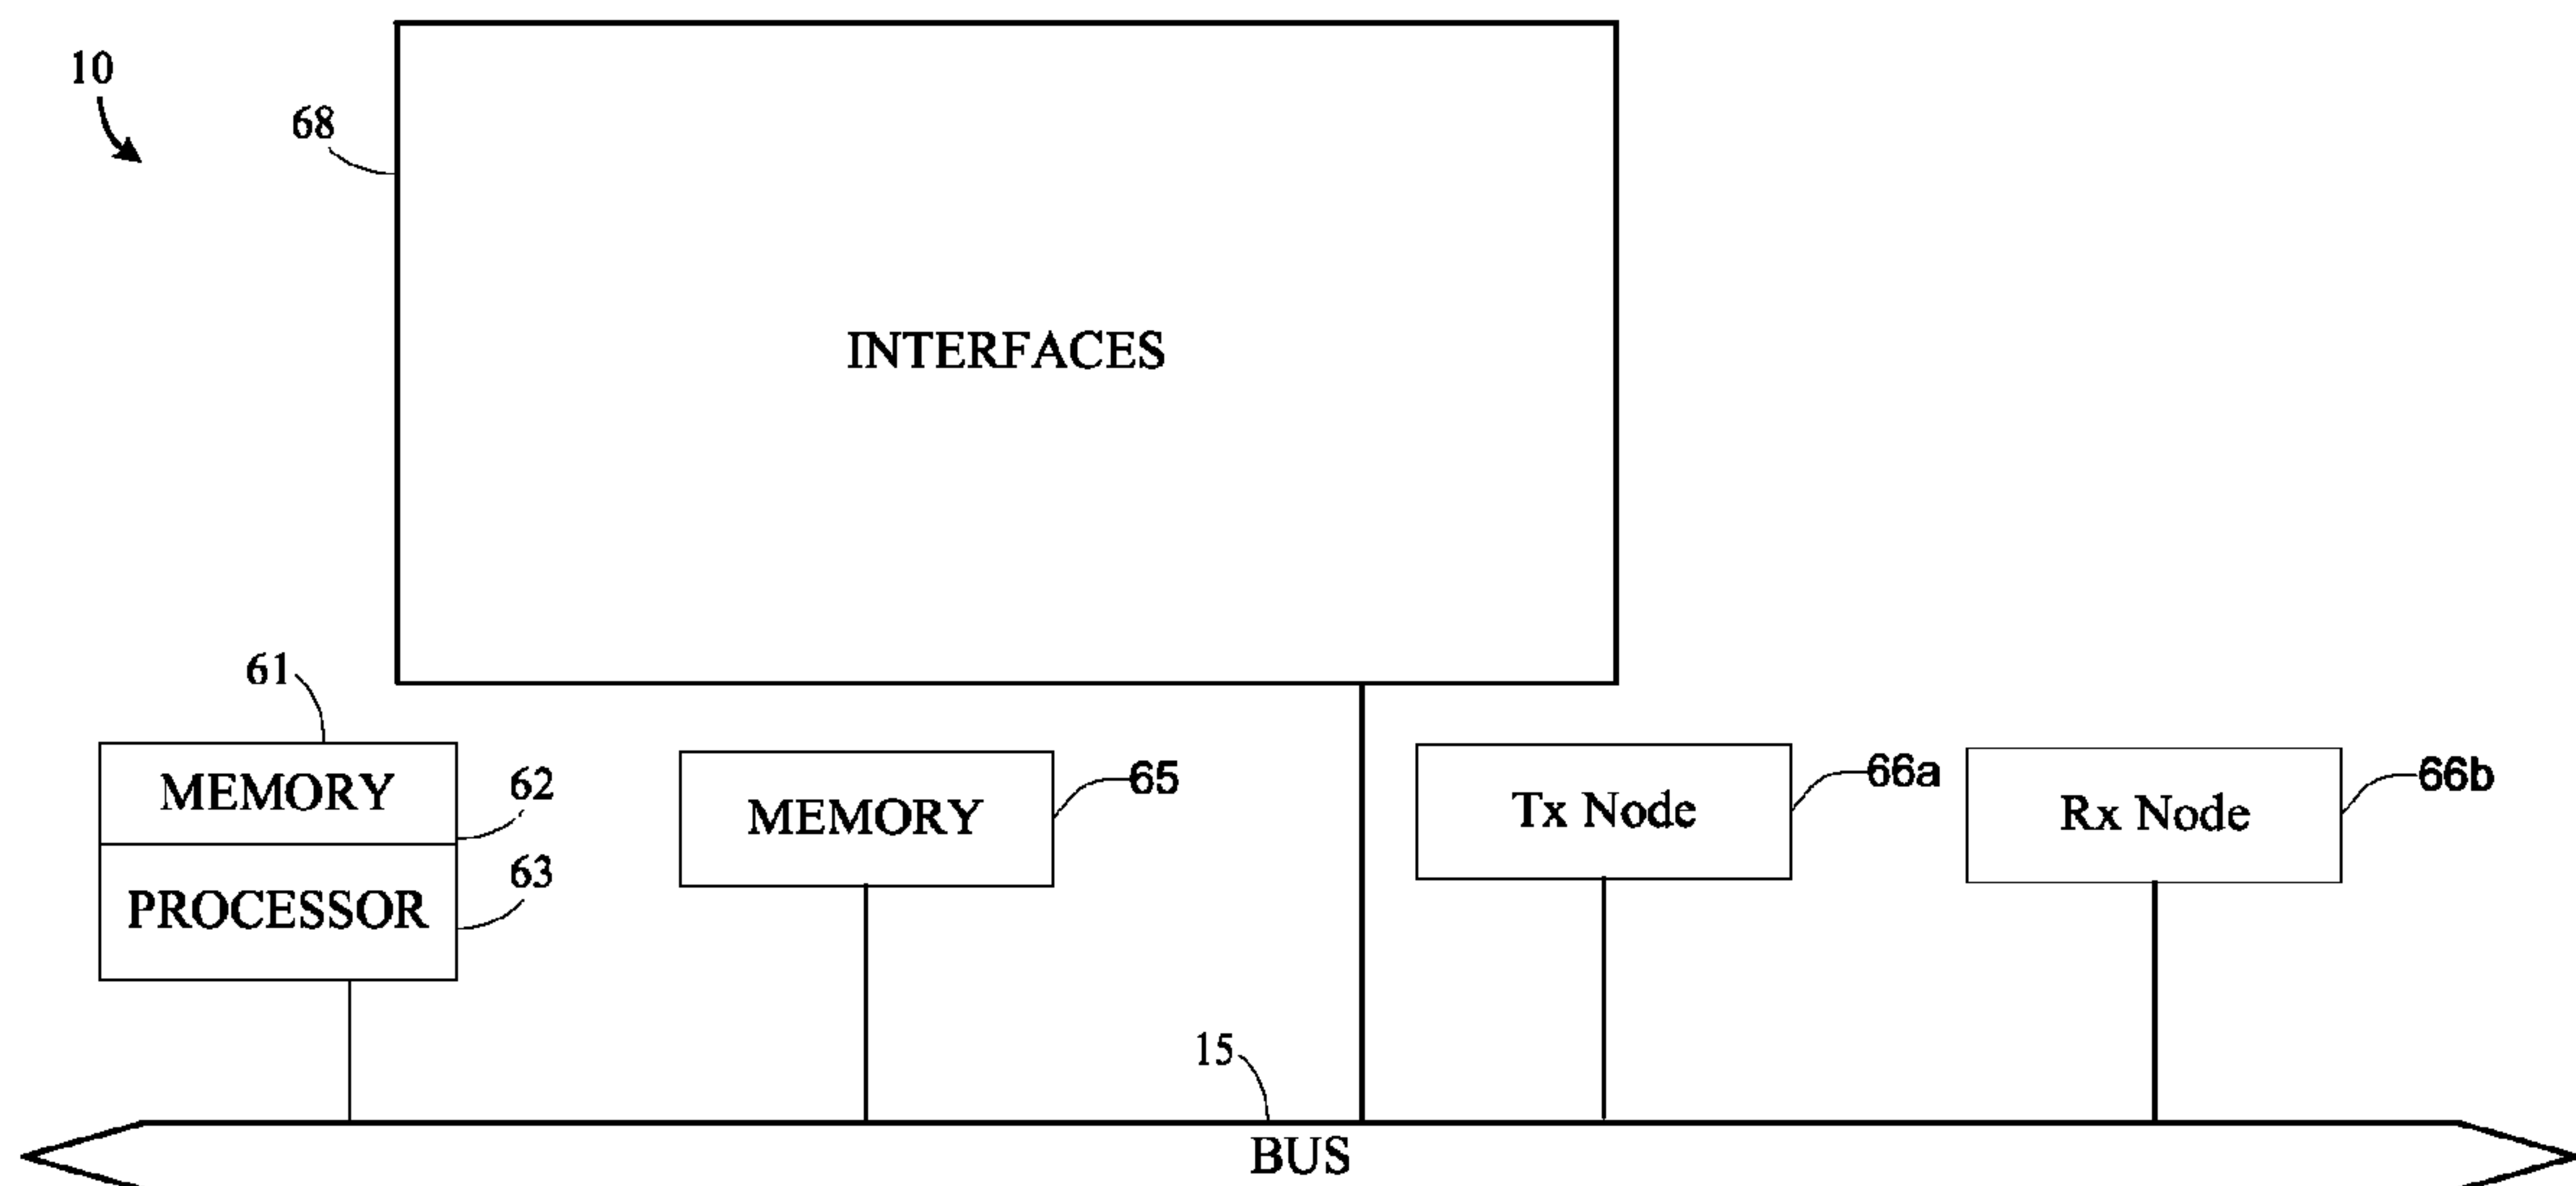 10
68
INTERFACES
61
MEMORY
62
PROCESSOR
63
MEMORY
65
Tx Node
66a
Rx Node
66b
15
BUS